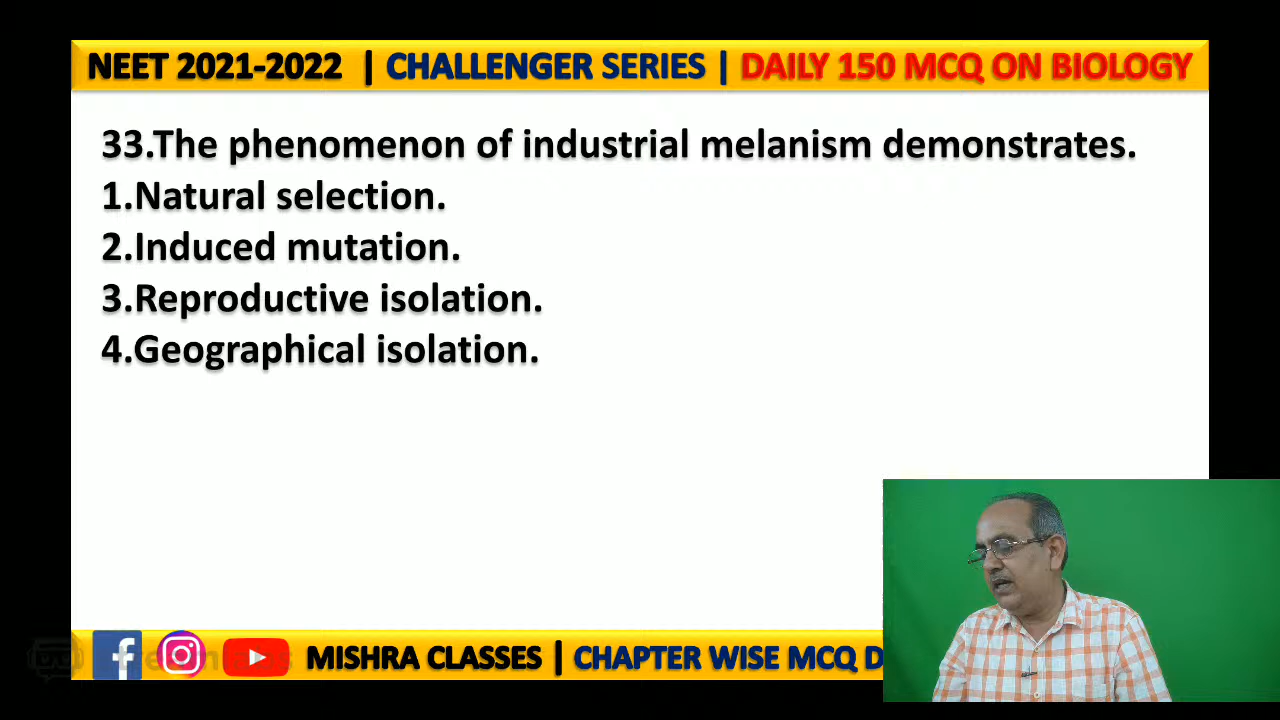 NEET 2021-2022 | CHALLENGER SERIES | DAILY 150 MCQ ON BIOLOGY
33.The phenomenon of industrial melanism demonstrates.
1.Natural selection.
2.Induced mutation.
3.Reproductive isolation.
4.Geographical isolation.
MISHRA CLASSES | CHAPTER WISE MCQ D